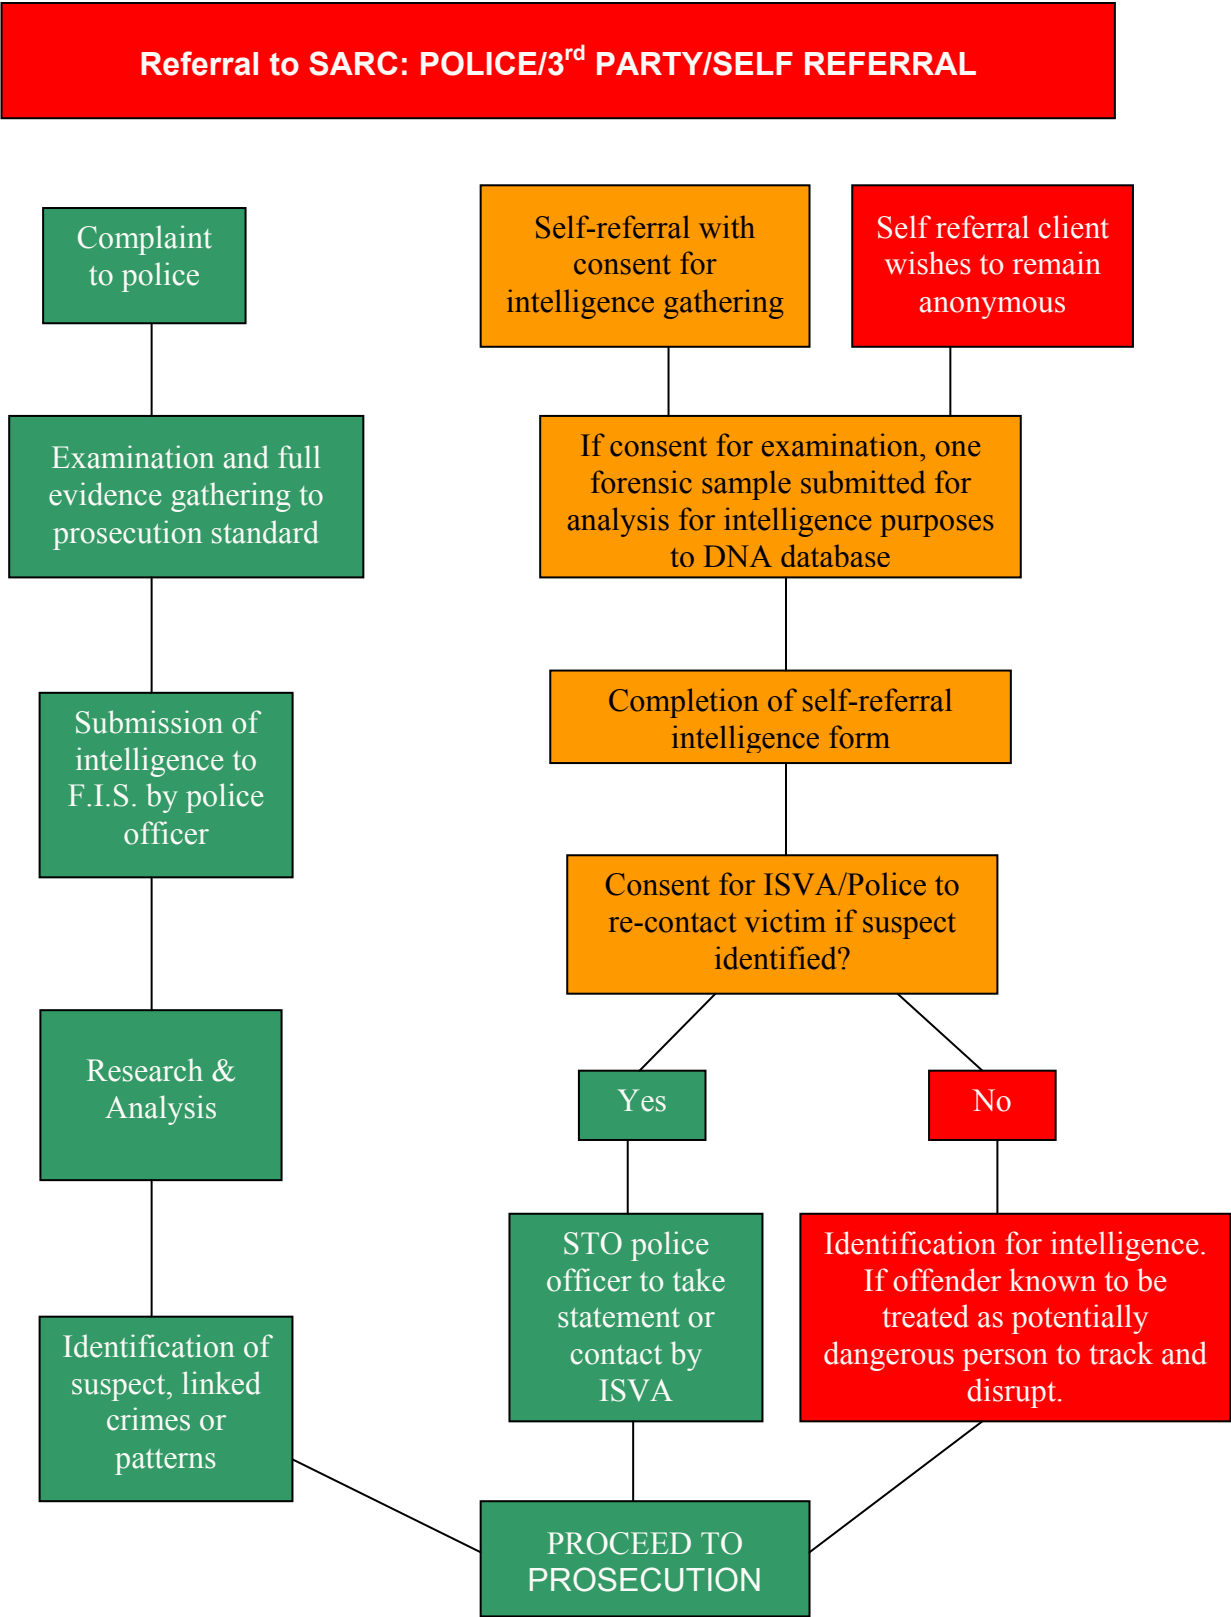 Referral to SARC: POLICE/3rd PARTY/SELF REFERRAL
Complaint
to police
Self-referral with
consent for
intelligence gathering
Self referral client
wishes to remain
anonymous
Examination and full
evidence gathering to
prosecution standard
If consent for examination, one
forensic sample submitted for
analysis for intelligence purposes
to DNA database
Submission of
intelligence to
F.I.S. by police
officer
Completion of self-referral
intelligence form
Consent for ISVA/Police to
re-contact victim if suspect
identified?
Research &
Analysis
Yes
No
STO police
officer to take
statement or
contact by
ISVA
Identification for intelligence.
If offender known to be
treated as potentially
dangerous person to track and
disrupt.
Identification of
suspect, linked
crimes or
patterns
PROCEED TO
PROSECUTION